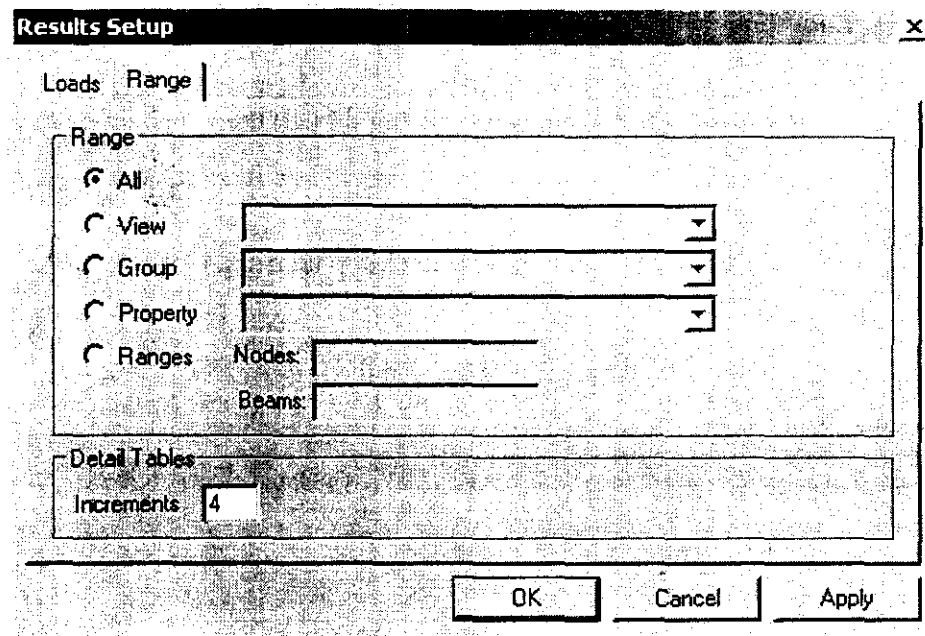 Results Setup
Loads Range
Range
All
View
Group
Property
Ranges Nodes:
Beams:
Detail Tables
Increments 4
OK Cancel Apply